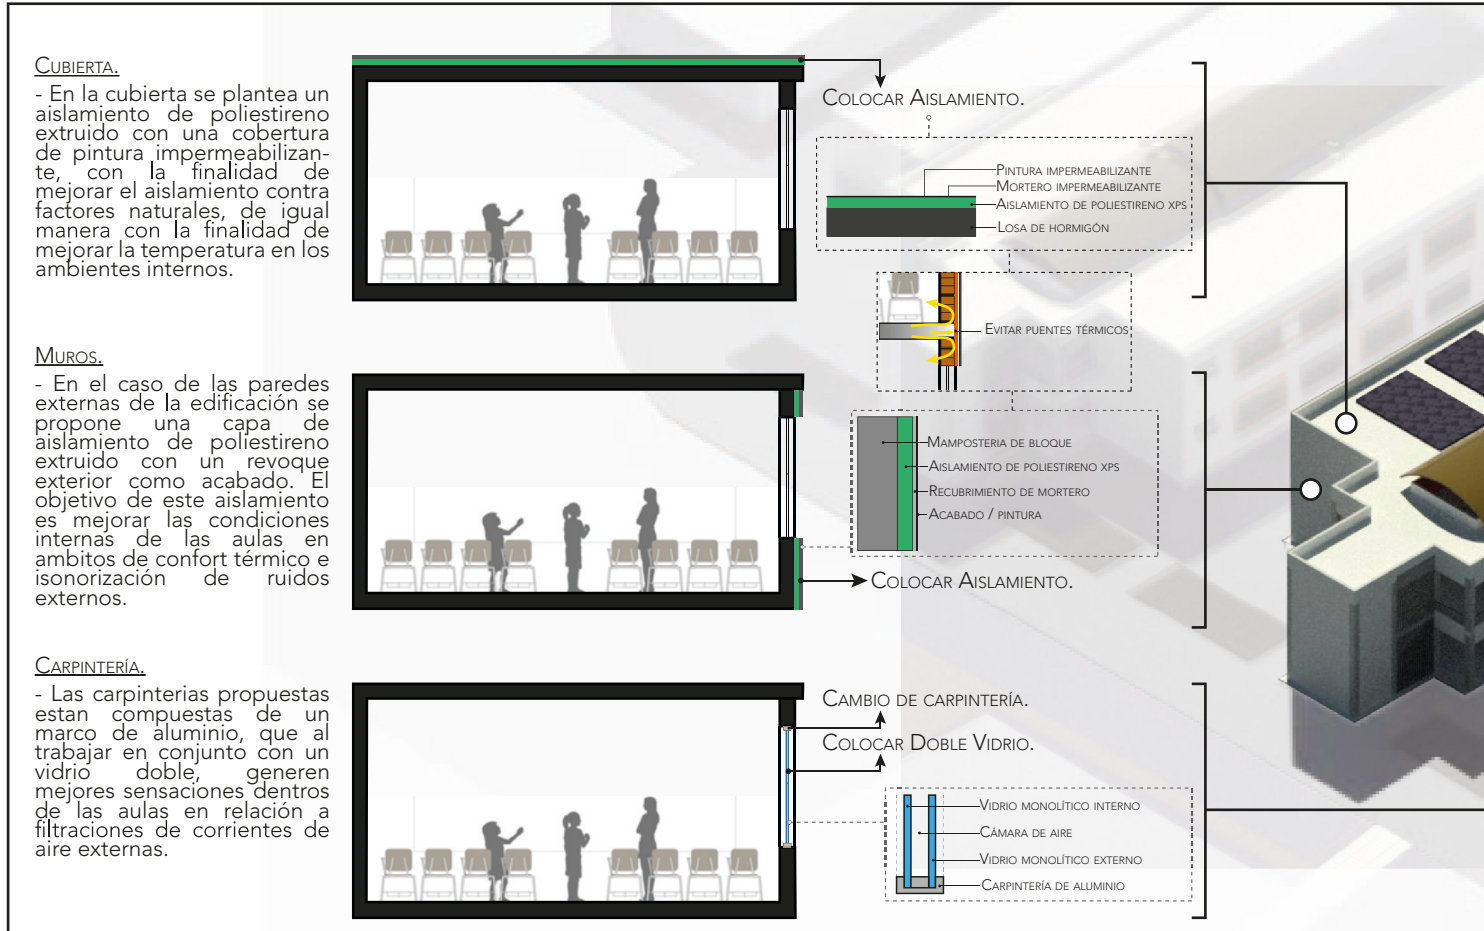 Cubierta.
- En la cubierta se plantea un
aislamiento de poliestireno
extruido con una cobertura
de pintura impermeabilizan-
te, con la finalidad de
mejorar el aislamiento contra
factores naturales, de igual
manera con la finalidad de
mejorar la temperatura en los
ambientes internos.
Colocar Aislamiento.
Pintura impermeabilizante
Mortero impermeabilizante
Aislamiento de poliestireno xps
Losa de hormigón
Evitar puentes térmicos
Muros.
- En el caso de las paredes
externas de la edificación se
propone una capa de
aislamiento de poliestireno
extruido con un revoque
exterior como acabado. El
objetivo de este aislamiento
es mejorar las condiciones
internas de las aulas en
ambitos de confort térmico e
isonorización de ruidos
externos.
Mamposteria de bloque
Aislamiento de poliestireno xps
Recubrimiento de mortero
Acabado / pintura
Colocar Aislamiento.
Carpintería.
- Las carpinterias propuestas
estan compuestas de un
marco de aluminio, que al
trabajar en conjunto con un
vidrio doble, generen
mejores sensaciones dentros
de las aulas en relación a
filtraciones de corrientes de
aire externas.
Cambio de carpintería.
Colocar Doble Vidrio.
Vidrio monolítico interno
Cámara de aire
Vidrio monolítico externo
Carpintería de aluminio